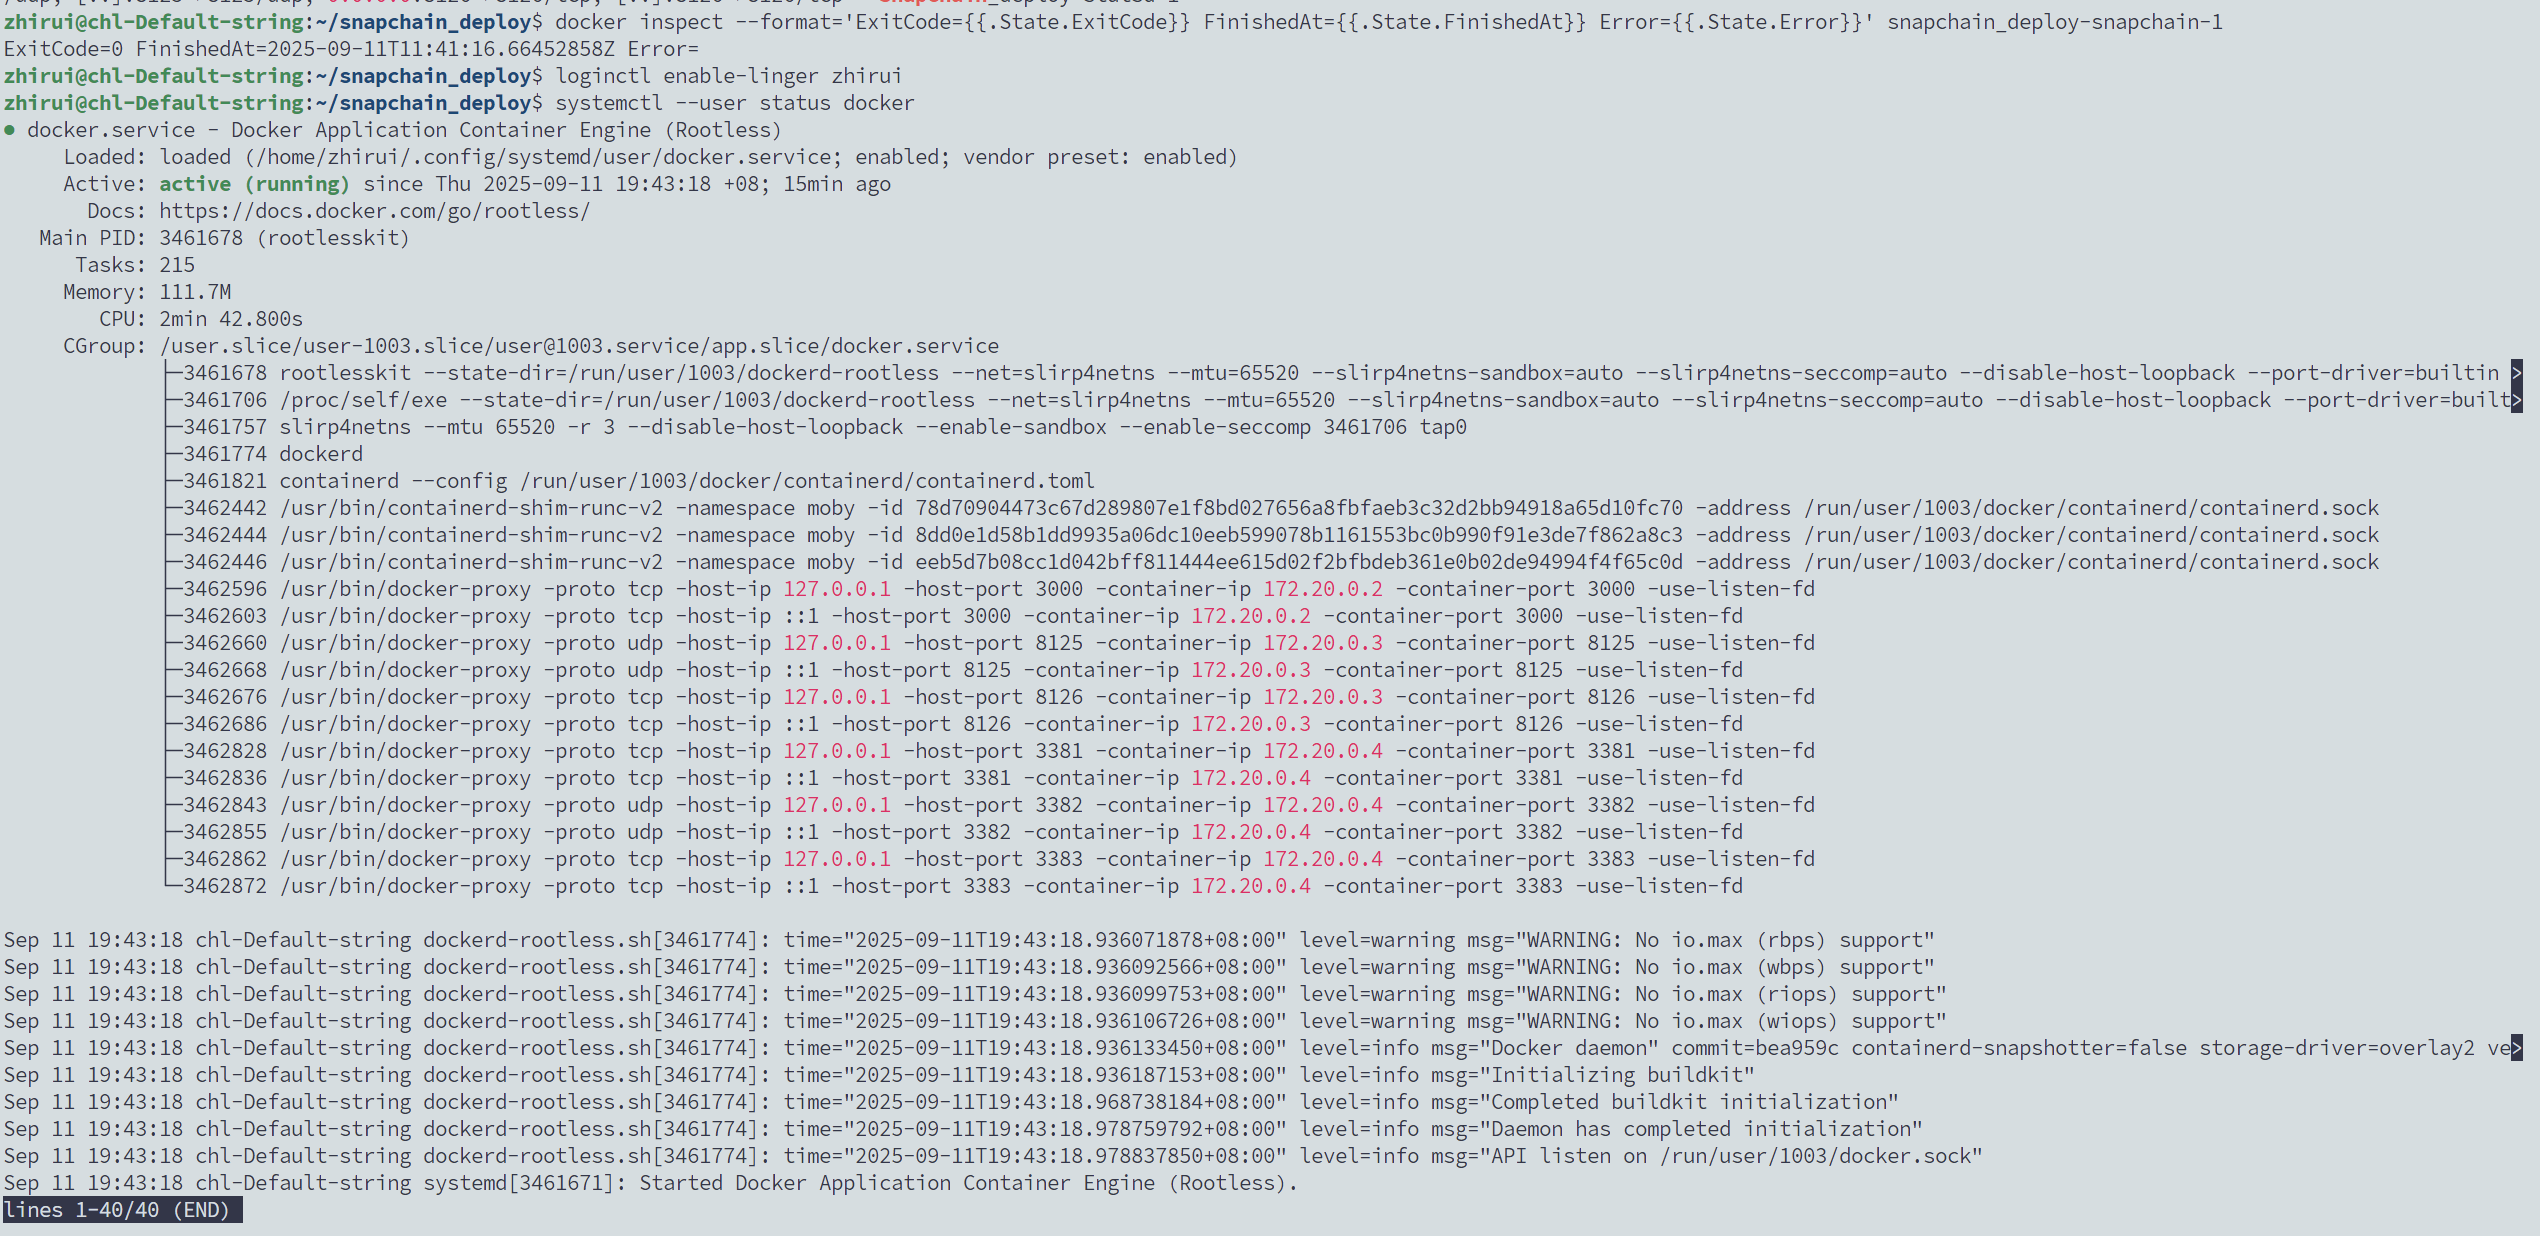 zhirui@chl-Default-string:~/snapchain_deploy$ docker inspect --format='ExitCode={{.State.ExitCode}} FinishedAt={{.State.FinishedAt}} Error={{.State.Error}}' snapchain_deploy-snapchain-1
ExitCode=0 FinishedAt=2025-09-11T11:41:16.66452858Z Error=
zhirui@chl-Default-string:~/snapchain_deploy$ loginctl enable-linger zhirui
zhirui@chl-Default-string:~/snapchain_deploy$ systemctl --user status docker
● docker.service - Docker Application Container Engine (Rootless)
     Loaded: loaded (/home/zhirui/.config/systemd/user/docker.service; enabled; vendor preset: enabled)
     Active: active (running) since Thu 2025-09-11 19:43:18 +08; 15min ago
       Docs: https://docs.docker.com/go/rootless/
   Main PID: 3461678 (rootlesskit)
      Tasks: 215
     Memory: 111.7M
        CPU: 2min 42.800s
     CGroup: /user.slice/user-1003.slice/user@1003.service/app.slice/docker.service
             ├─3461678 rootlesskit --state-dir=/run/user/1003/dockerd-rootless --net=slirp4netns --mtu=65520 --slirp4netns-sandbox=auto --slirp4netns-seccomp=auto --disable-host-loopback --port-driver=builtin >
             ├─3461706 /proc/self/exe --state-dir=/run/user/1003/dockerd-rootless --net=slirp4netns --mtu=65520 --slirp4netns-sandbox=auto --slirp4netns-seccomp=auto --disable-host-loopback --port-driver=built>
             ├─3461757 slirp4netns --mtu 65520 -r 3 --disable-host-loopback --enable-sandbox --enable-seccomp 3461706 tap0
             ├─3461774 dockerd
             ├─3461821 containerd --config /run/user/1003/docker/containerd/containerd.toml
             ├─3462442 /usr/bin/containerd-shim-runc-v2 -namespace moby -id 78d70904473c67d289807e1f8bd027656a8fbfaeb3c32d2bb94918a65d10fc70 -address /run/user/1003/docker/containerd/containerd.sock
             ├─3462444 /usr/bin/containerd-shim-runc-v2 -namespace moby -id 8dd0e1d58b1dd9935a06dc10eeb599078b1161553bc0b990f91e3de7f862a8c3 -address /run/user/1003/docker/containerd/containerd.sock
             ├─3462446 /usr/bin/containerd-shim-runc-v2 -namespace moby -id eeb5d7b08cc1d042bff811444ee615d02f2bfbdeb361e0b02de94994f4f65c0d -address /run/user/1003/docker/containerd/containerd.sock
             ├─3462596 /usr/bin/docker-proxy -proto tcp -host-ip 127.0.0.1 -host-port 3000 -container-ip 172.20.0.2 -container-port 3000 -use-listen-fd
             ├─3462603 /usr/bin/docker-proxy -proto tcp -host-ip ::1 -host-port 3000 -container-ip 172.20.0.2 -container-port 3000 -use-listen-fd
             ├─3462660 /usr/bin/docker-proxy -proto udp -host-ip 127.0.0.1 -host-port 8125 -container-ip 172.20.0.3 -container-port 8125 -use-listen-fd
             ├─3462668 /usr/bin/docker-proxy -proto udp -host-ip ::1 -host-port 8125 -container-ip 172.20.0.3 -container-port 8125 -use-listen-fd
             ├─3462676 /usr/bin/docker-proxy -proto tcp -host-ip 127.0.0.1 -host-port 8126 -container-ip 172.20.0.3 -container-port 8126 -use-listen-fd
             ├─3462686 /usr/bin/docker-proxy -proto tcp -host-ip ::1 -host-port 8126 -container-ip 172.20.0.3 -container-port 8126 -use-listen-fd
             ├─3462828 /usr/bin/docker-proxy -proto tcp -host-ip 127.0.0.1 -host-port 3381 -container-ip 172.20.0.4 -container-port 3381 -use-listen-fd
             ├─3462836 /usr/bin/docker-proxy -proto tcp -host-ip ::1 -host-port 3381 -container-ip 172.20.0.4 -container-port 3381 -use-listen-fd
             ├─3462843 /usr/bin/docker-proxy -proto udp -host-ip 127.0.0.1 -host-port 3382 -container-ip 172.20.0.4 -container-port 3382 -use-listen-fd
             ├─3462855 /usr/bin/docker-proxy -proto udp -host-ip ::1 -host-port 3382 -container-ip 172.20.0.4 -container-port 3382 -use-listen-fd
             ├─3462862 /usr/bin/docker-proxy -proto tcp -host-ip 127.0.0.1 -host-port 3383 -container-ip 172.20.0.4 -container-port 3383 -use-listen-fd
             └─3462872 /usr/bin/docker-proxy -proto tcp -host-ip ::1 -host-port 3383 -container-ip 172.20.0.4 -container-port 3383 -use-listen-fd

Sep 11 19:43:18 chl-Default-string dockerd-rootless.sh[3461774]: time="2025-09-11T19:43:18.936071878+08:00" level=warning msg="WARNING: No io.max (rbps) support"
Sep 11 19:43:18 chl-Default-string dockerd-rootless.sh[3461774]: time="2025-09-11T19:43:18.936092566+08:00" level=warning msg="WARNING: No io.max (wbps) support"
Sep 11 19:43:18 chl-Default-string dockerd-rootless.sh[3461774]: time="2025-09-11T19:43:18.936099753+08:00" level=warning msg="WARNING: No io.max (riops) support"
Sep 11 19:43:18 chl-Default-string dockerd-rootless.sh[3461774]: time="2025-09-11T19:43:18.936106726+08:00" level=warning msg="WARNING: No io.max (wiops) support"
Sep 11 19:43:18 chl-Default-string dockerd-rootless.sh[3461774]: time="2025-09-11T19:43:18.936133450+08:00" level=info msg="Docker daemon" commit=bea959c containerd-snapshotter=false storage-driver=overlay2 ve>
Sep 11 19:43:18 chl-Default-string dockerd-rootless.sh[3461774]: time="2025-09-11T19:43:18.936187153+08:00" level=info msg="Initializing buildkit"
Sep 11 19:43:18 chl-Default-string dockerd-rootless.sh[3461774]: time="2025-09-11T19:43:18.968738184+08:00" level=info msg="Completed buildkit initialization"
Sep 11 19:43:18 chl-Default-string dockerd-rootless.sh[3461774]: time="2025-09-11T19:43:18.978759792+08:00" level=info msg="Daemon has completed initialization"
Sep 11 19:43:18 chl-Default-string dockerd-rootless.sh[3461774]: time="2025-09-11T19:43:18.978837850+08:00" level=info msg="API listen on /run/user/1003/docker.sock"
Sep 11 19:43:18 chl-Default-string systemd[3461671]: Started Docker Application Container Engine (Rootless).
lines 1-40/40 (END)